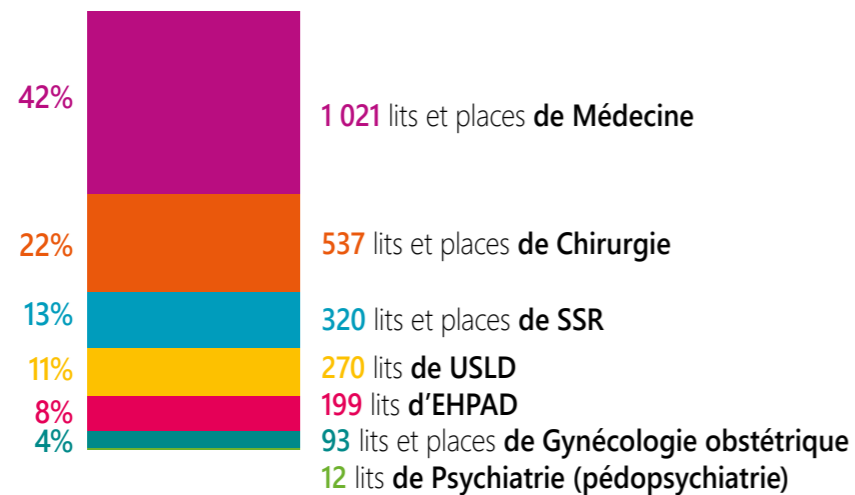 42% 1 021 lits et places de Médecine
22% 537 lits et places de Chirurgie
13% 320 lits et places de SSR
11% 270 lits de USLD
8% 199 lits d’EHPAD
4% 93 lits et places de Gynécologie obstétrique
12 lits de Psychiatrie (pédopsychiatrie)